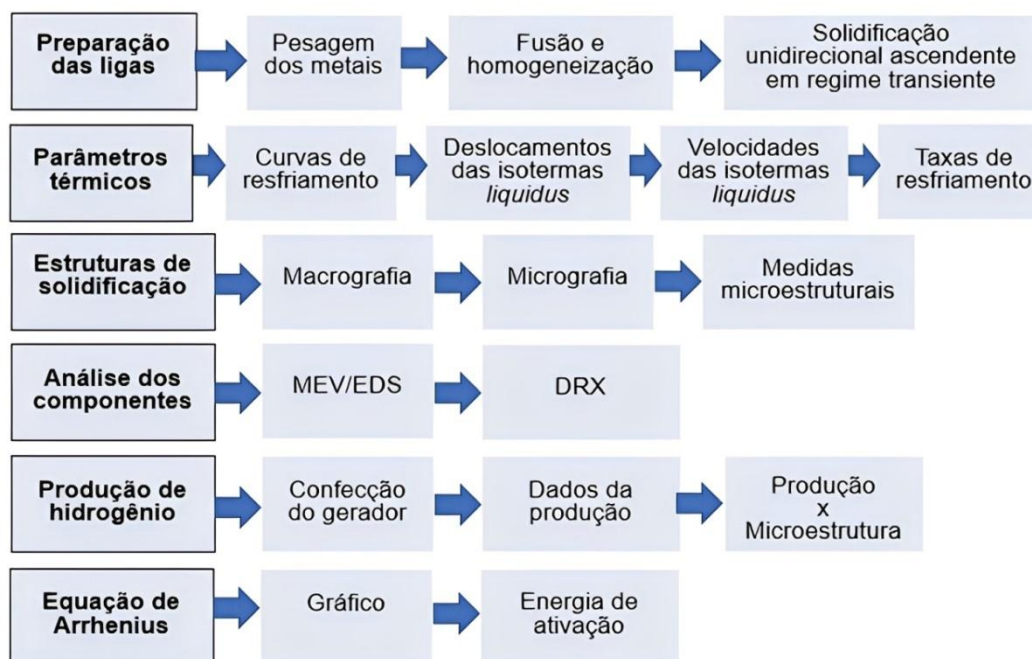 Preparação
das ligas
Pesagem
dos metais
Fusão e
homogeneização
Solidificação
unidirecional ascendente
em regime transiente
Parâmetros
térmicos
Curvas de
resfriamento
Deslocamentos
das isotermas
liquidus
Velocidades
das isotermas
liquidus
Taxas de
resfriamento
Estruturas de
solidificação
Macrografia
Micrografia
Medidas
microestruturais
Análise dos
componentes
MEV/EDS
DRX
Produção de
hidrogênio
Confecção
do gerador
Dados da
produção
Produção
x
Microestrutura
Equação de
Arrhenius
Gráfico
Energia de
ativação